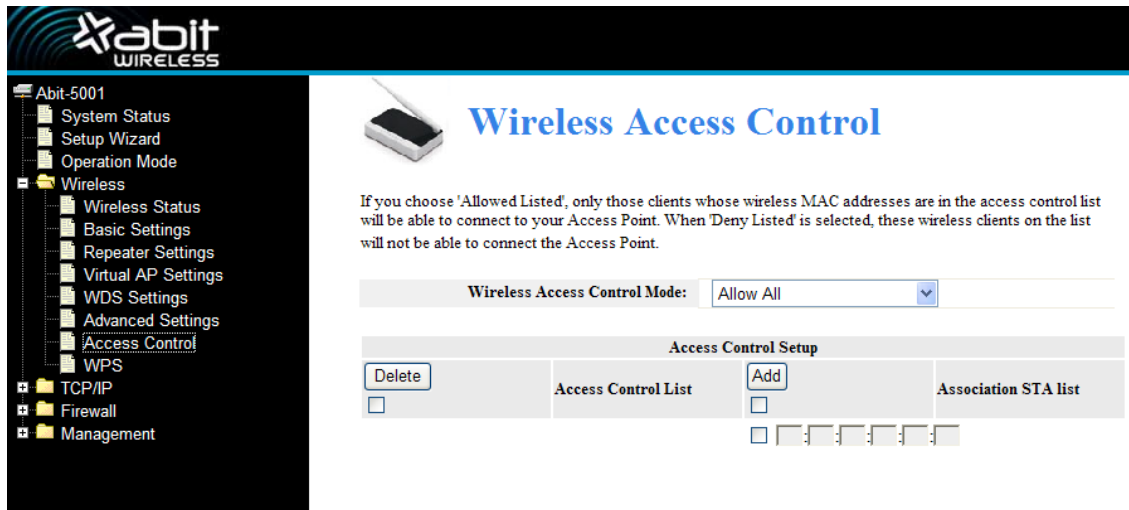 abit
WIRELESS
Abit-5001
System Status
Setup Wizard
Operation Mode
Wireless
Wireless Status
Basic Settings
Repeater Settings
Virtual AP Settings
WDS Settings
Advanced Settings
Access Control
WPS
TCP/IP
Firewall
Management
Wireless Access Control
If you choose 'Allowed Listed', only those clients whose wireless MAC addresses are in the access control list
will be able to connect to your Access Point. When 'Deny Listed' is selected, these wireless clients on the list
will not be able to connect the Access Point.
Wireless Access Control Mode: Allow All
Access Control Setup
Delete Access Control List Add Association STA list
: : : : :